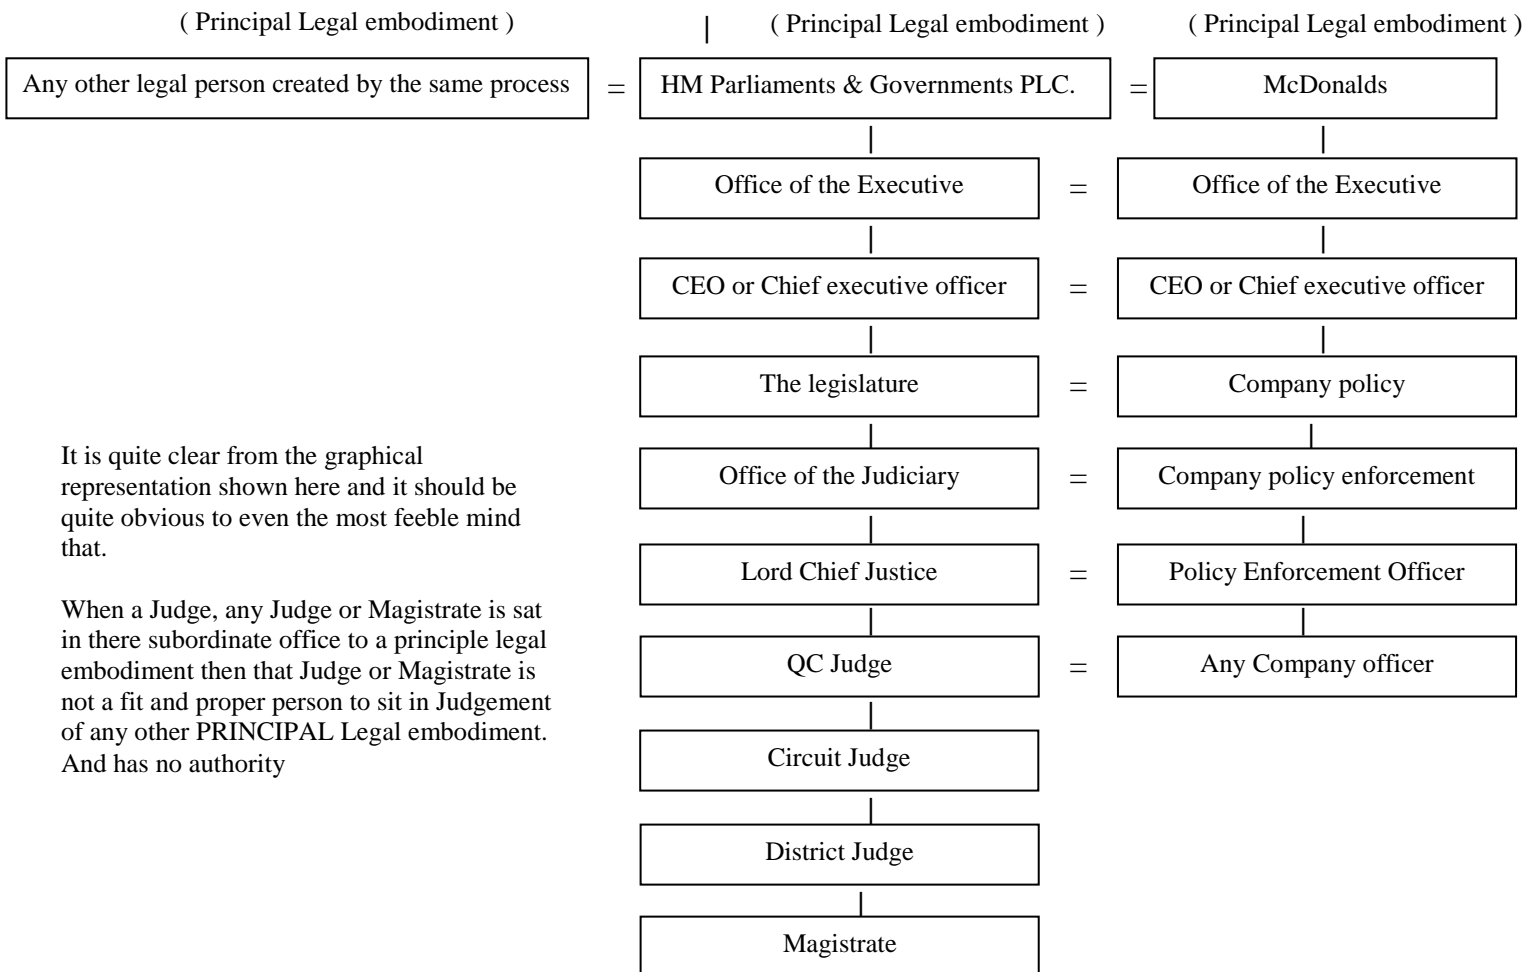 ( Principal Legal embodiment ) | ( Principal Legal embodiment ) ( Principal Legal embodiment )
Any other legal person created by the same process = HM Parliaments & Governments PLC. = McDonalds
Office of the Executive = Office of the Executive
CEO or Chief executive officer = CEO or Chief executive officer
The legislature = Company policy
Office of the Judiciary = Company policy enforcement
Lord Chief Justice = Policy Enforcement Officer
QC Judge = Any Company officer
Circuit Judge
District Judge
Magistrate
It is quite clear from the graphical
representation shown here and it should be
quite obvious to even the most feeble mind
that.
When a Judge, any Judge or Magistrate is sat
in there subordinate office to a principle legal
embodiment then that Judge or Magistrate is
not a fit and proper person to sit in Judgement
of any other PRINCIPAL Legal embodiment.
And has no authority